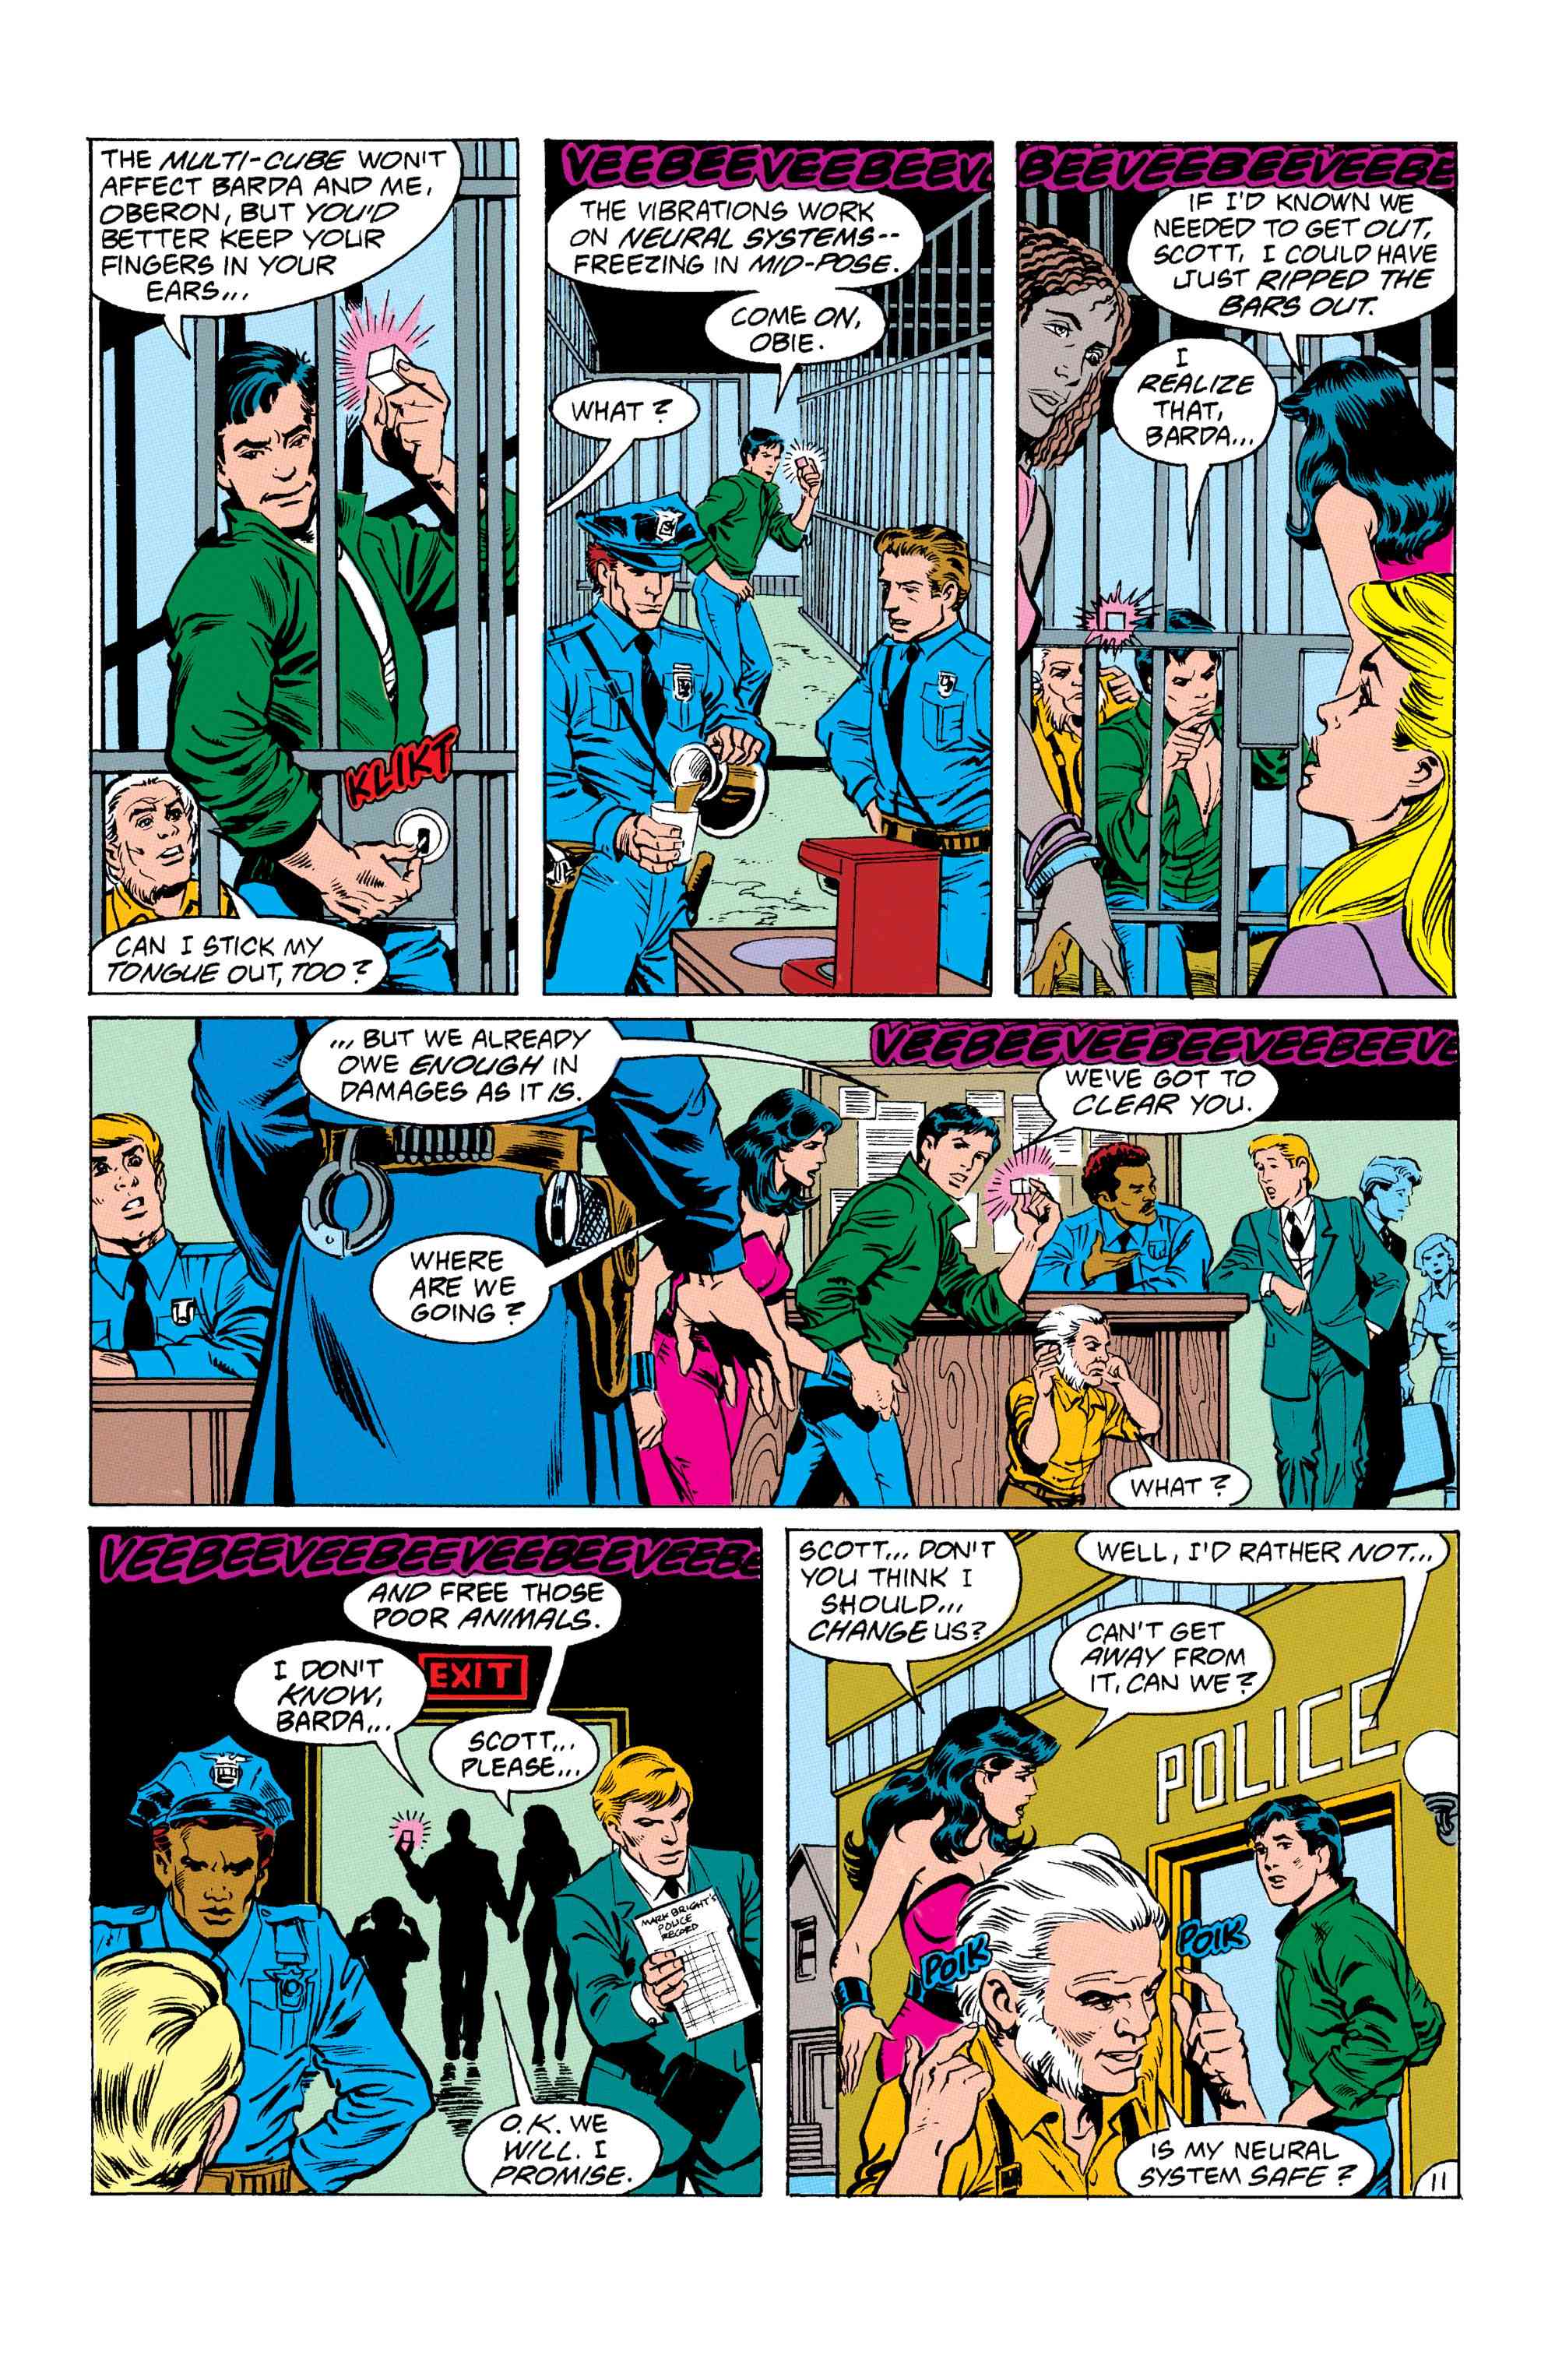 THE MULTI-CUBE WON'T
AFFECT BARDA AND ME,
OBERON, BUT YOU'D
BETTER KEEP YOUR
FINGERS IN YOUR
EARS...
KLIKT
CAN I STICK MY
TONGUE OUT, TOO?
VEEBEEVEEBEEV
THE VIBRATIONS WORK
ON NEURAL SYSTEMS--
FREEZING IN MID-POSE.
COME ON,
OBIE.
WHAT?
BEEVEEBEEVEEBE
IF I'D KNOWN WE
NEEDED TO GET OUT,
SCOTT, I COULD HAVE
JUST RIPPED THE
BARS OUT.
I
REALIZE
THAT,
BARDA...
... BUT WE ALREADY
OWE ENOUGH IN
DAMAGES AS IT IS.
VEEBEEVEEBEEVEEBEEVE
WE'VE GOT TO
CLEAR YOU.
WHERE
ARE WE
GOING?
WHAT?
VEEBEEVEEBEEVEEBEEVEEBE
AND FREE THOSE
POOR ANIMALS.
I DON'T
KNOW,
BARDA...
EXIT
SCOTT...
PLEASE...
MARK BRIGHT'S
POLICE
RECORD
O.K. WE
WILL. I
PROMISE.
SCOTT... DON'T
YOU THINK I
SHOULD...
CHANGE US?
WELL, I'D RATHER NOT...
CAN'T GET
AWAY FROM
IT, CAN WE?
POLICE
POIK
POIK
IS MY NEURAL
SYSTEM SAFE?
11